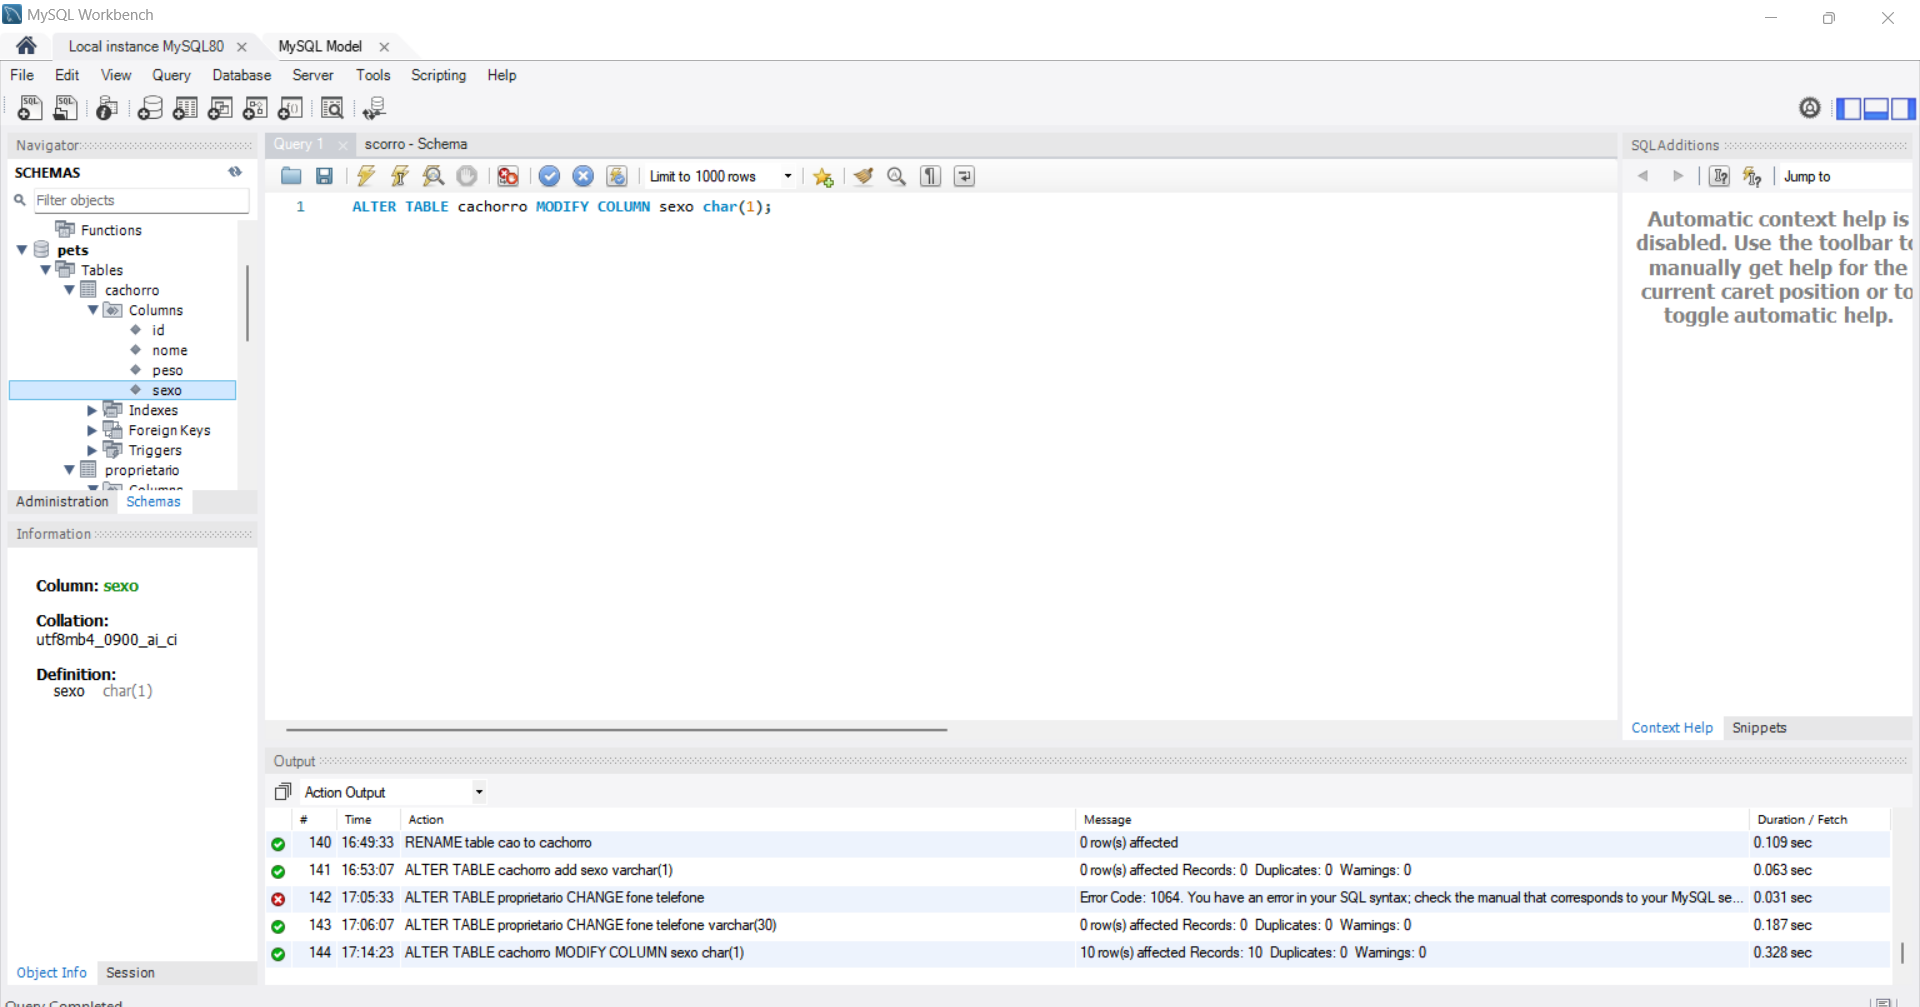 MySQL Workbench
Local instance MySQL80
MySQL Model
File Edit View Query Database Server Tools Scripting Help
Navigator
SCHEMAS
Filter objects
Functions
pets
Tables
cachorro
Columns
id
nome
peso
sexo
Indexes
Foreign Keys
Triggers
proprietario
Columns
Administration Schemas
Information
Column: sexo
Collation:
utf8mb4_0900_ai_ci
Definition:
sexo char(1)
Object Info Session
Query Completed
Query 1 scorro - Schema
Limit to 1000 rows
1 ALTER TABLE cachorro MODIFY COLUMN sexo char(1);
SQLAdditions
Jump to
Automatic context help is
disabled. Use the toolbar to
manually get help for the
current caret position or to
toggle automatic help.
Context Help Snippets
Output
Action Output
# Time Action Message Duration / Fetch
140 16:49:33 RENAME table cao to cachorro 0 row(s) affected 0.109 sec
141 16:53:07 ALTER TABLE cachorro add sexo varchar(1) 0 row(s) affected Records: 0 Duplicates: 0 Warnings: 0 0.063 sec
142 17:05:33 ALTER TABLE proprietario CHANGE fone telefone Error Code: 1064. You have an error in your SQL syntax; check the manual that corresponds to your MySQL se... 0.031 sec
143 17:06:07 ALTER TABLE proprietario CHANGE fone telefone varchar(30) 0 row(s) affected Records: 0 Duplicates: 0 Warnings: 0 0.187 sec
144 17:14:23 ALTER TABLE cachorro MODIFY COLUMN sexo char(1) 10 row(s) affected Records: 10 Duplicates: 0 Warnings: 0 0.328 sec